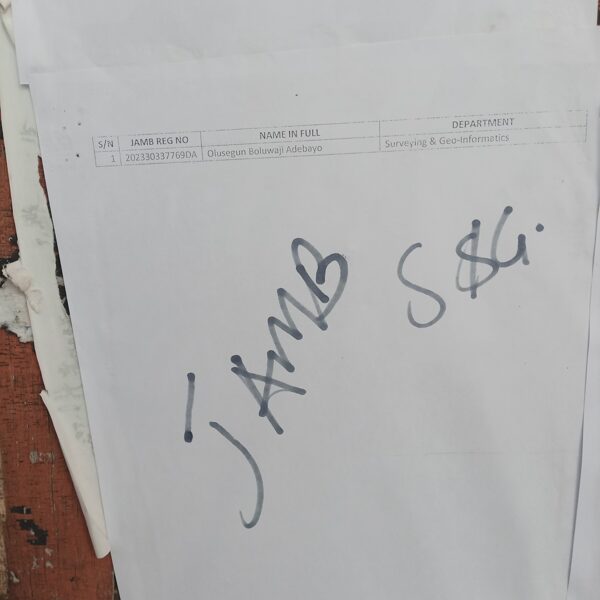 S/N JAMB REG NO NAME IN FULL DEPARTMENT
1 202330337769DA Olusegun Boluwaji Adebayo Surveying & Geo-Informatics
JAMB